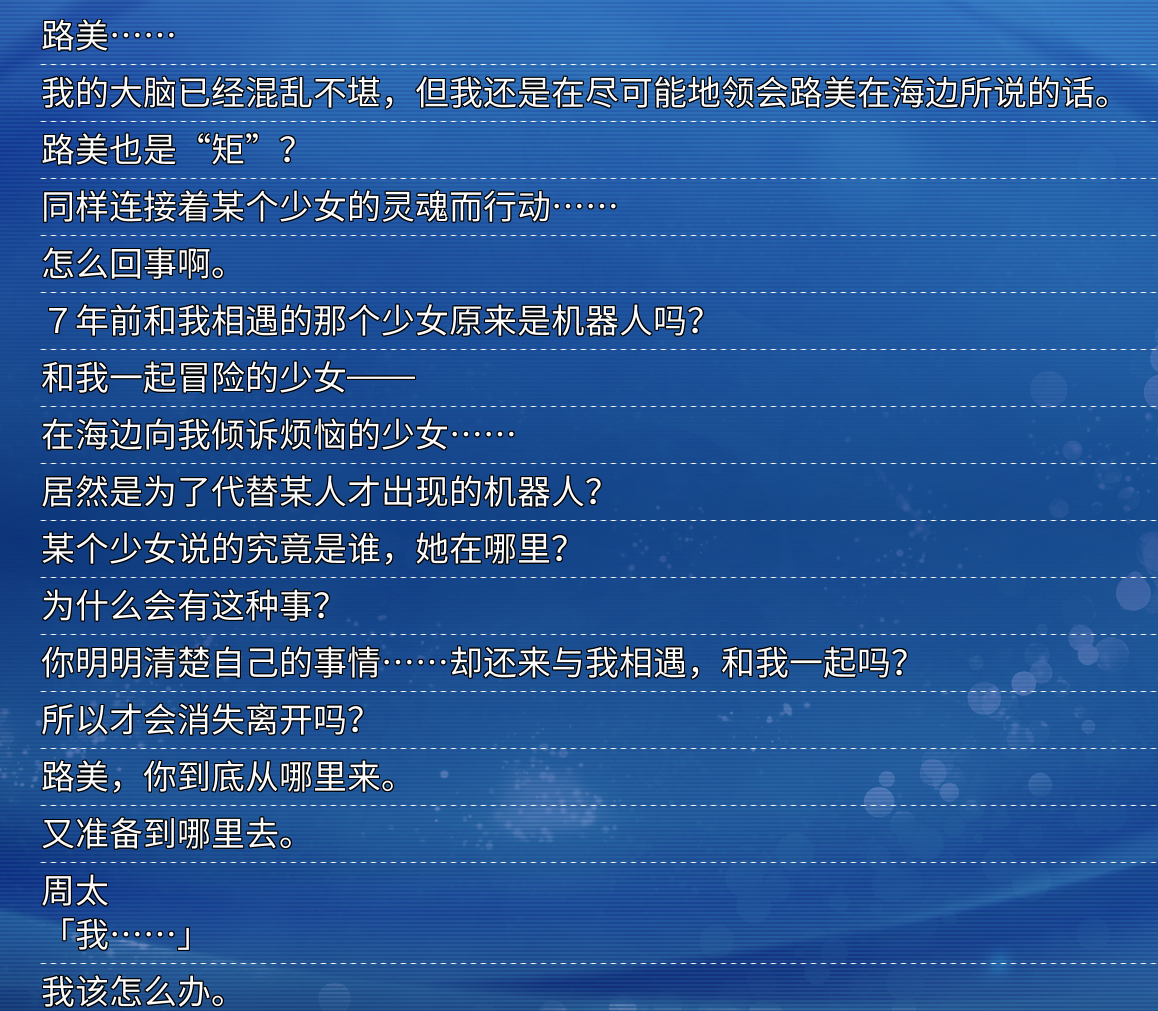 路美……
我的大脑已经混乱不堪，但我还是在尽可能地领会路美在海边所说的话。
路美也是“矩”？
同样连接着某个少女的灵魂而行动……
怎么回事啊。
７年前和我相遇的那个少女原来是机器人吗？
和我一起冒险的少女——
在海边向我倾诉烦恼的少女……
居然是为了代替某人才出现的机器人？
某个少女说的究竟是谁，她在哪里？
为什么会有这种事？
你明明清楚自己的事情……却还来与我相遇，和我一起吗？
所以才会消失离开吗？
路美，你到底从哪里来。
又准备到哪里去。
周太
「我……」
我该怎么办。